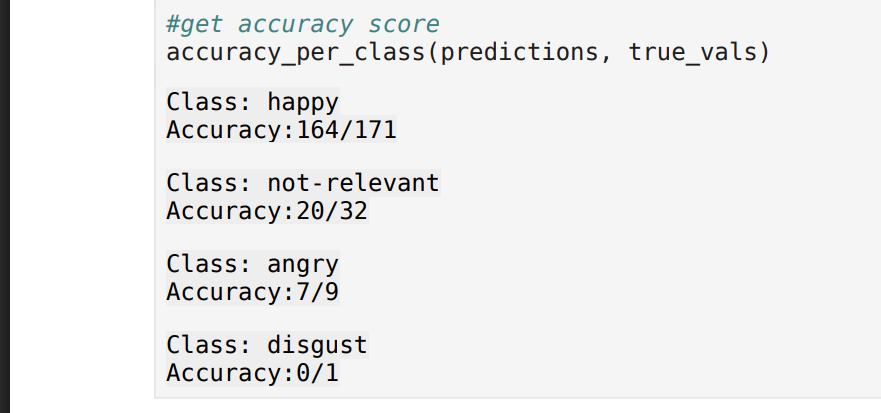 #get accuracy score
accuracy_per_class(predictions, true_vals)
Class: happy
Accuracy:164/171
Class: not-relevant
Accuracy:20/32
Class: angry
Accuracy:7/9
Class: disgust
Accuracy:0/1